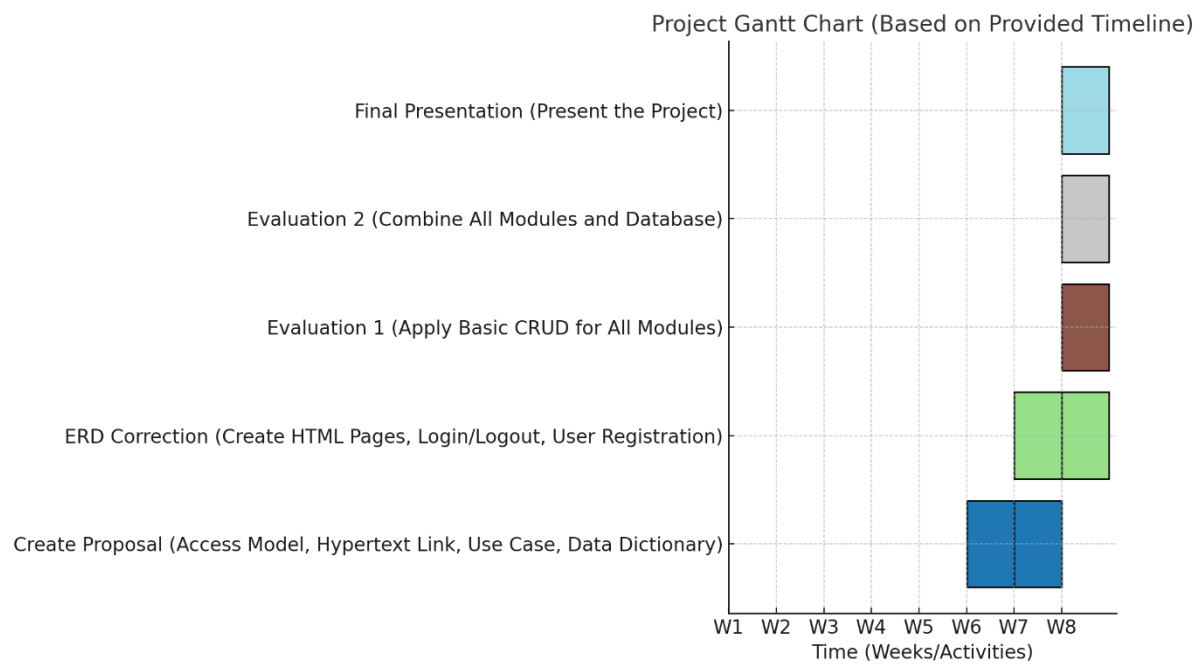 Project Gantt Chart (Based on Provided Timeline)
Final Presentation (Present the Project)
Evaluation 2 (Combine All Modules and Database)
Evaluation 1 (Apply Basic CRUD for All Modules)
ERD Correction (Create HTML Pages, Login/Logout, User Registration)
Create Proposal (Access Model, Hypertext Link, Use Case, Data Dictionary)
W1 W2 W3 W4 W5 W6 W7 W8
Time (Weeks/Activities)